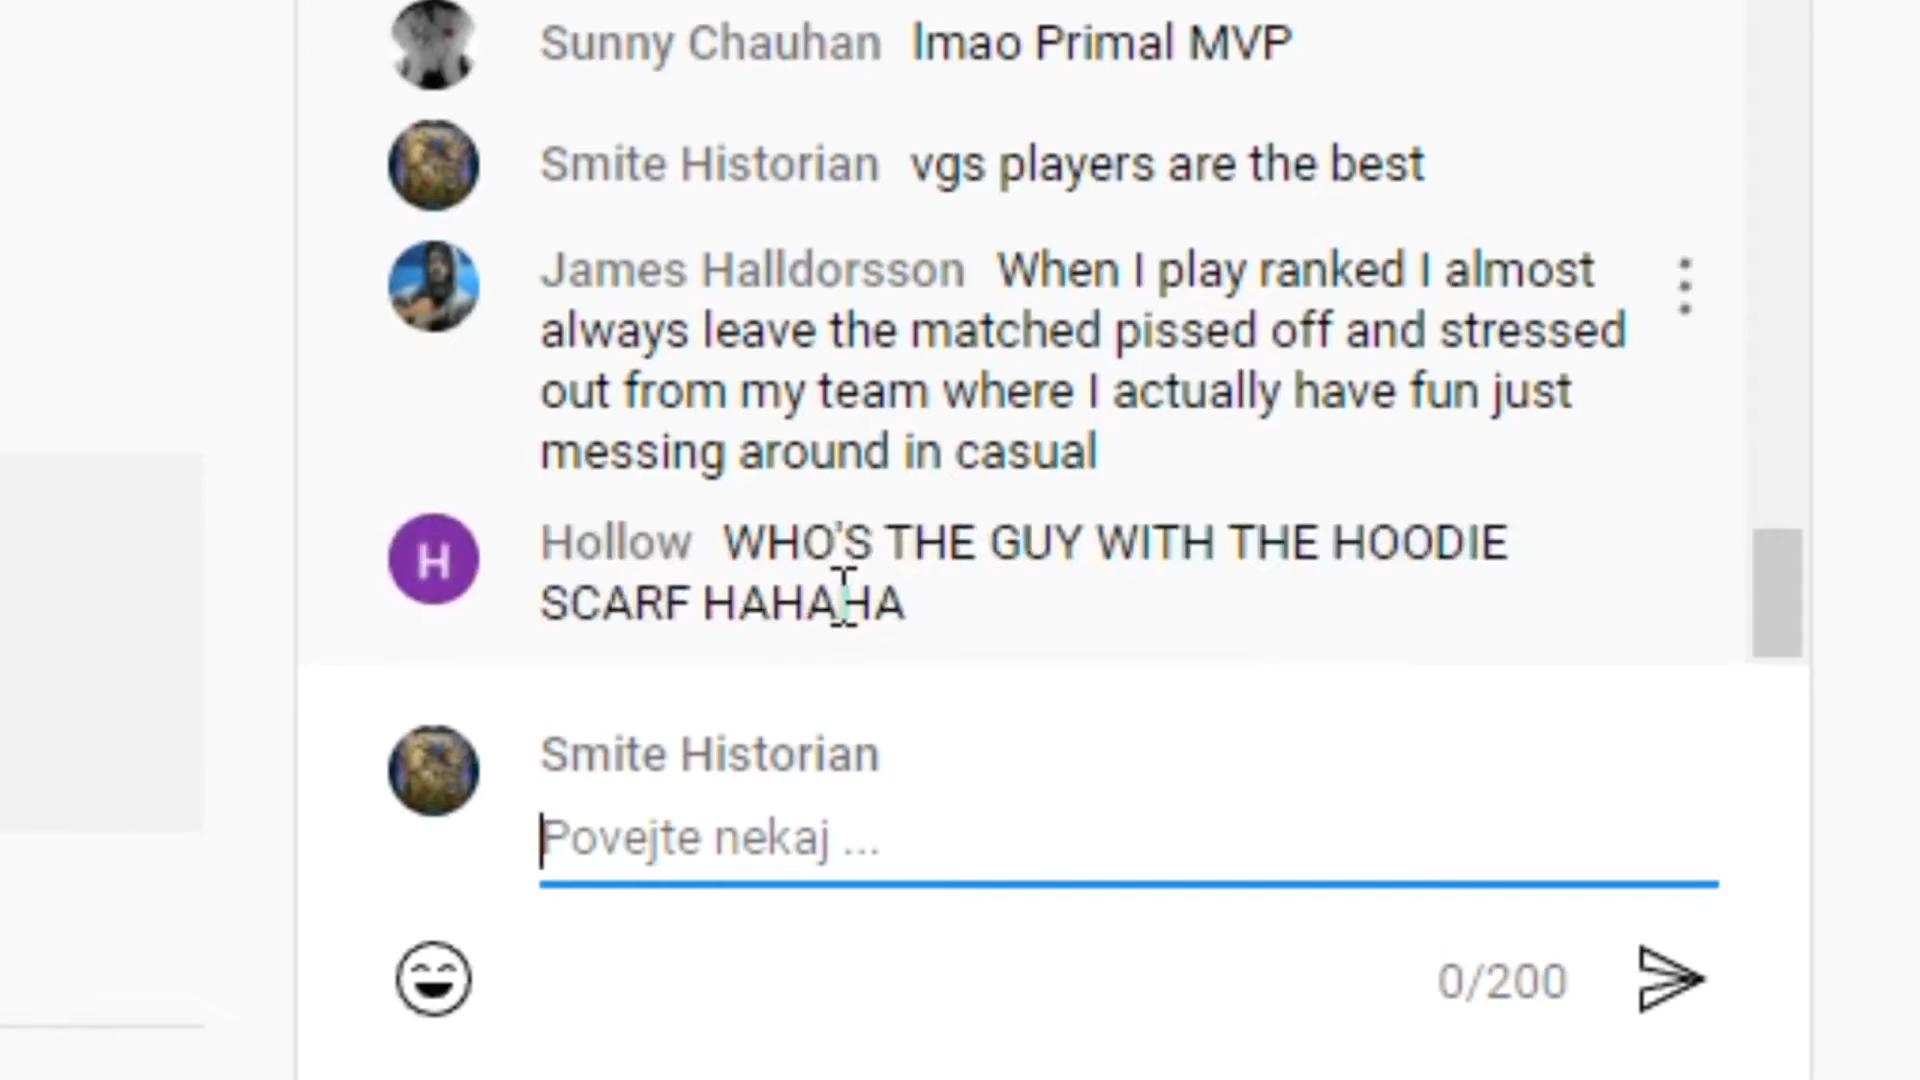 Sunny Chauhan lmao Primal MVP
Smite Historian vgs players are the best
James Halldorsson When I play ranked I almost
always leave the matched pissed off and stressed
out from my team where I actually have fun just
messing around in casual
H
Hollow WHO'S THE GUY WITH THE HOODIE
SCARF HAHAHA
Smite Historian
Povejte nekaj ...
0/200